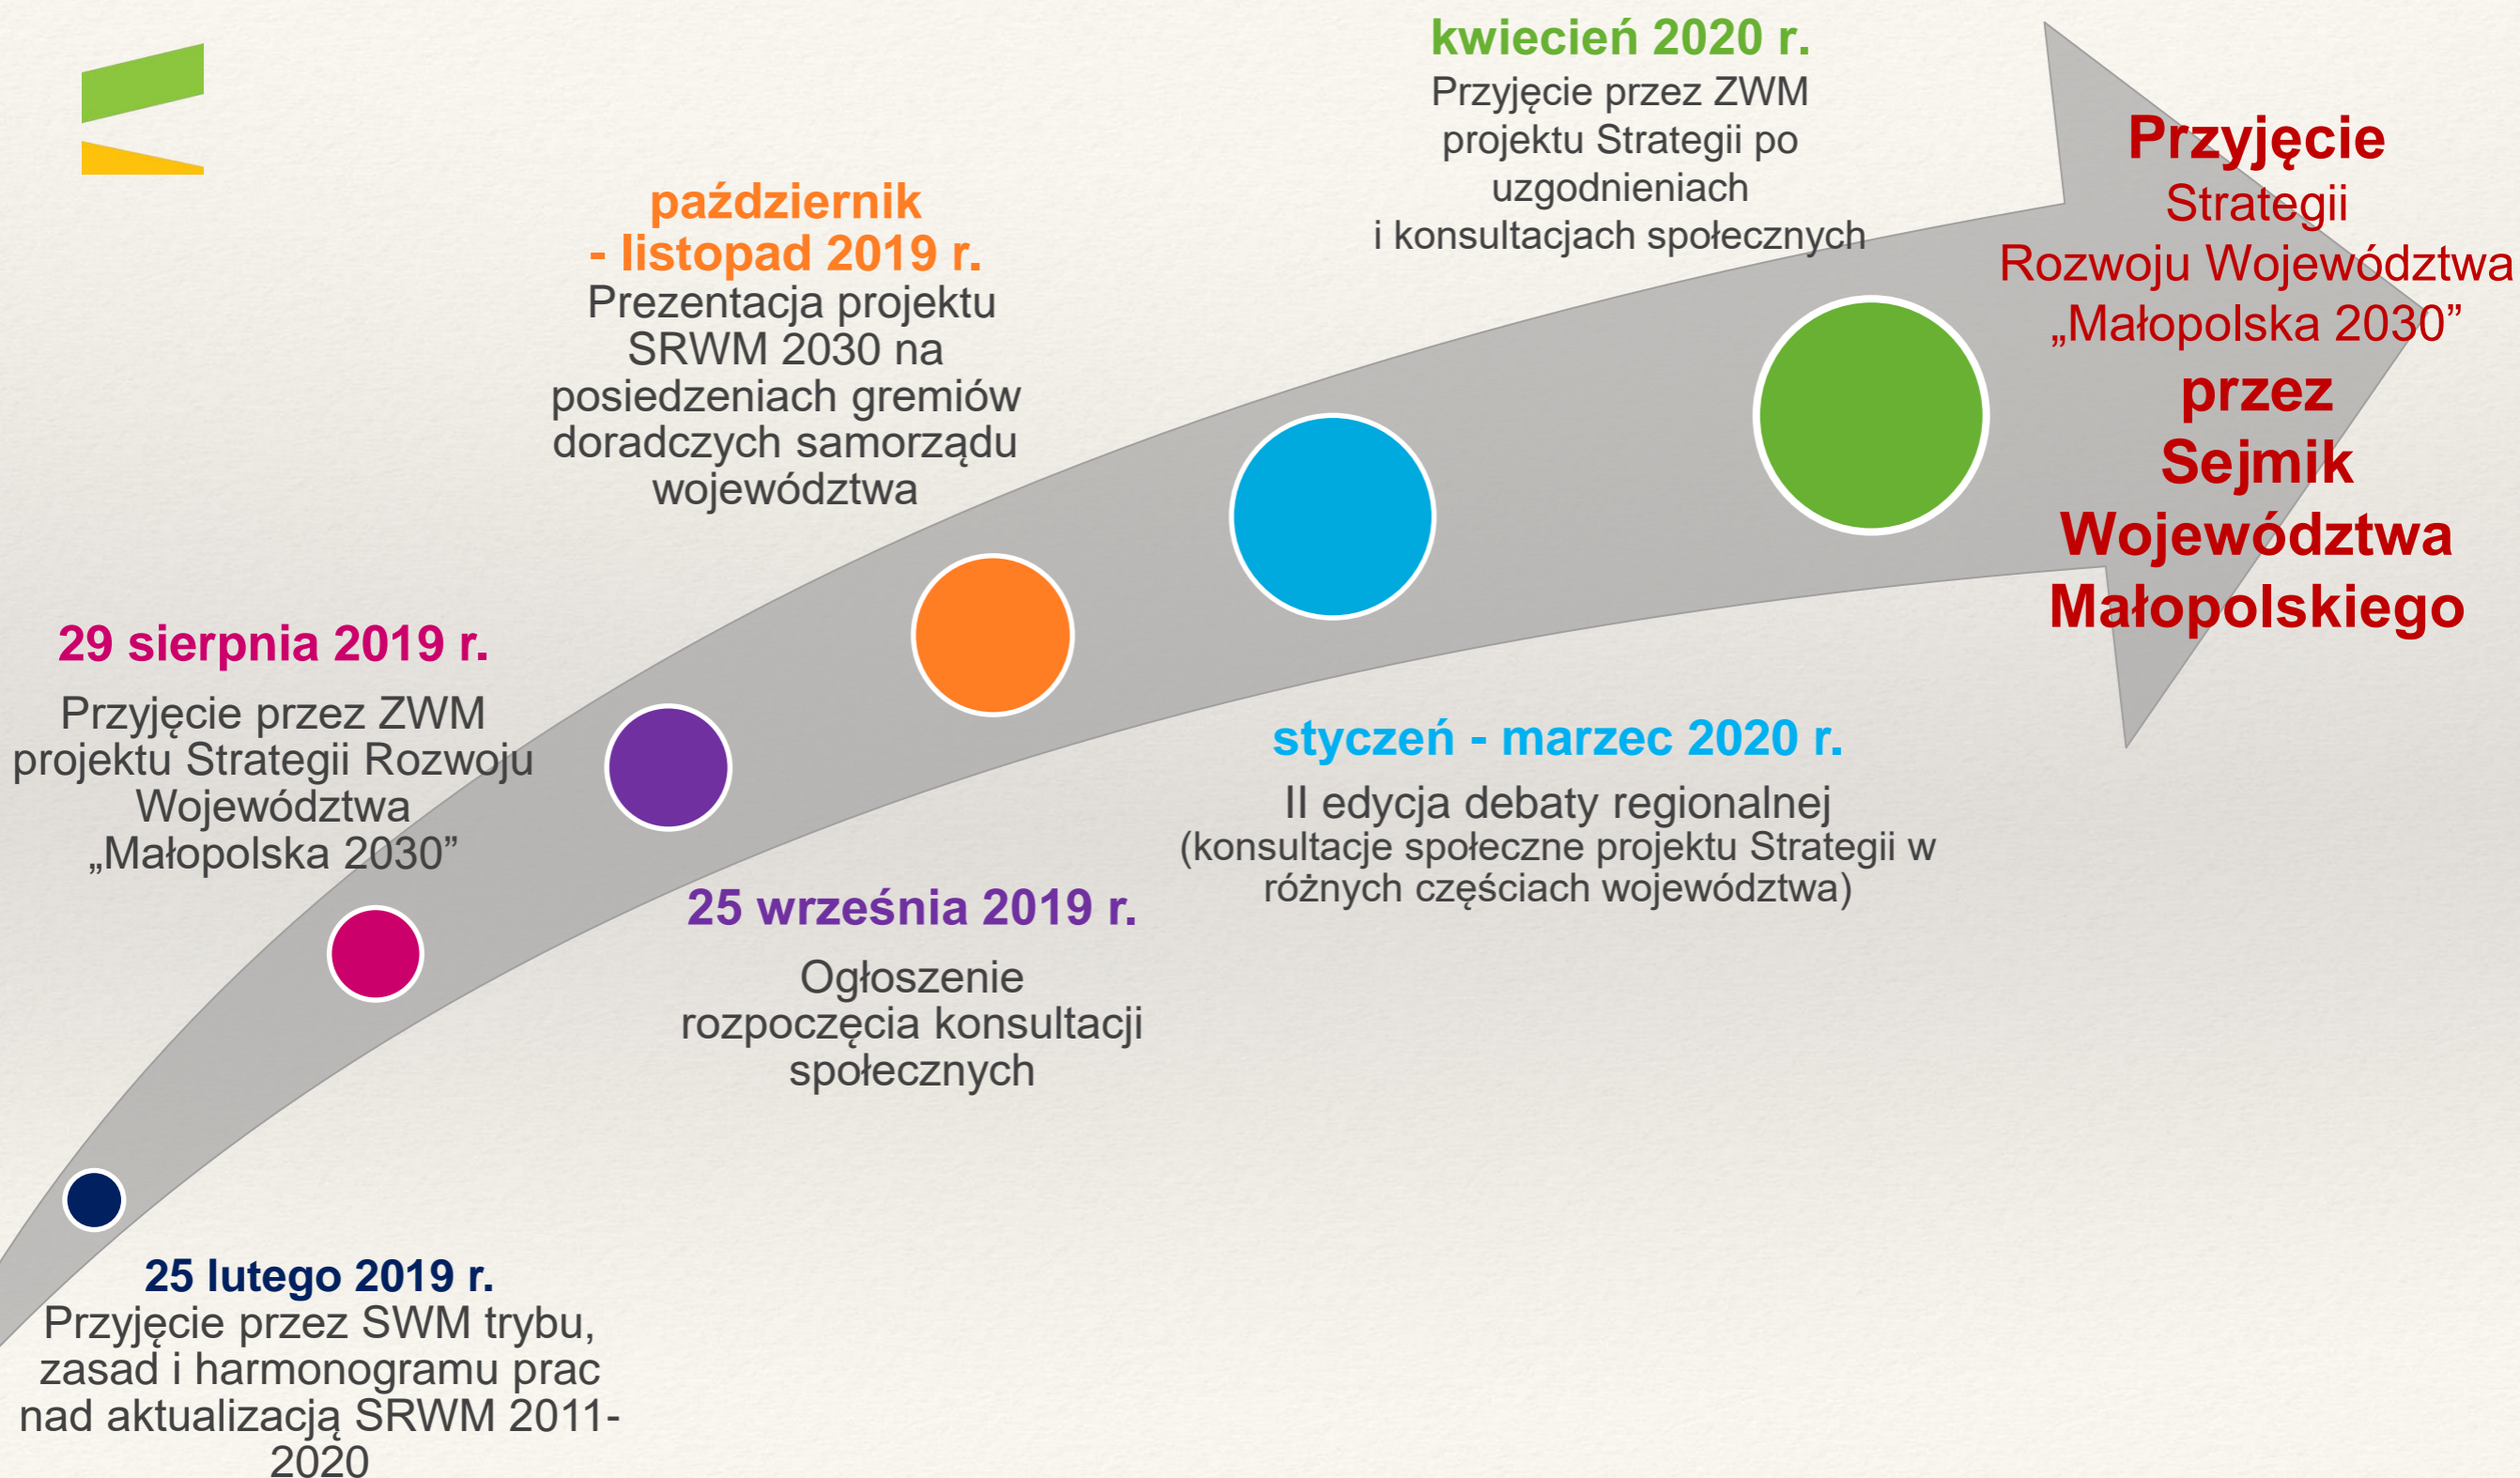 25 lutego 2019 r.
Przyjęcie przez SWM trybu,
zasad i harmonogramu prac
nad aktualizacją SRWM 2011-
2020
29 sierpnia 2019 r.
Przyjęcie przez ZWM
projektu Strategii Rozwoju
Województwa
„Małopolska 2030”
25 września 2019 r.
Ogłoszenie
rozpoczęcia konsultacji
społecznych
październik
- listopad 2019 r.
Prezentacja projektu
SRWM 2030 na
posiedzeniach gremiów
doradczych samorządu
województwa
styczeń - marzec 2020 r.
II edycja debaty regionalnej
(konsultacje społeczne projektu Strategii w
różnych częściach województwa)
kwiecień 2020 r.
Przyjęcie przez ZWM
projektu Strategii po
uzgodnieniach
i konsultacjach społecznych
Przyjęcie
Strategii
Rozwoju Województwa
„Małopolska 2030”
przez
Sejmik
Województwa
Małopolskiego